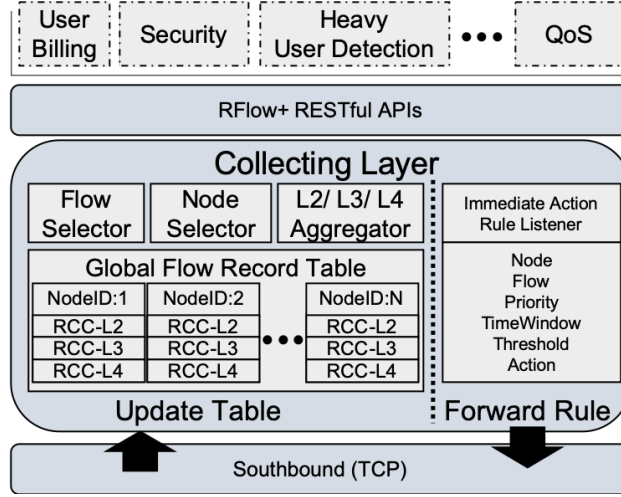 User
Billing
Security
Heavy
User Detection
QoS
RFlow+ RESTful APIs
Collecting Layer
Flow
Selector
Node
Selector
L2/ L3/ L4
Aggregator
Immediate Action
Rule Listener
Global Flow Record Table
NodeID:1
NodeID:2
NodeID:N
RCC-L2
RCC-L2
RCC-L2
RCC-L3
RCC-L3
RCC-L3
RCC-L4
RCC-L4
RCC-L4
Node
Flow
Priority
TimeWindow
Threshold
Action
Update Table
Forward Rule
Southbound (TCP)